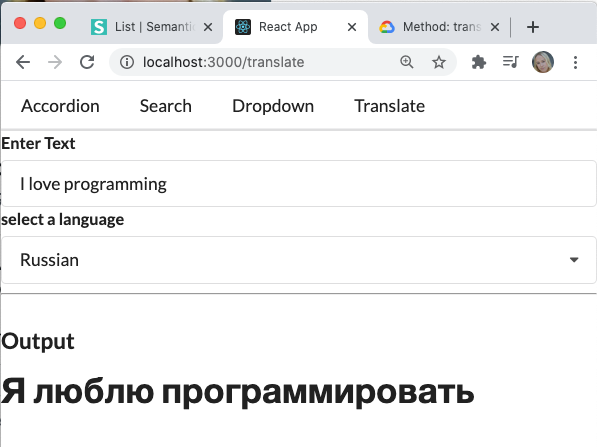 List | Semantic
React App
Method: trans
localhost:3000/translate
Accordion Search Dropdown Translate
Enter Text
I love programming
select a language
Russian
Output
Я люблю программировать